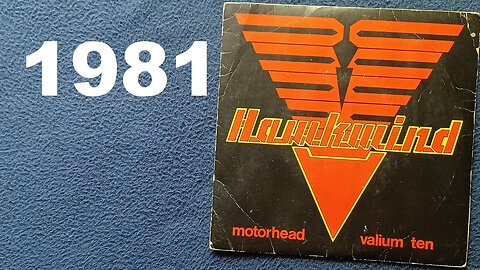 1981
Hawkwind
motorhead valium ten